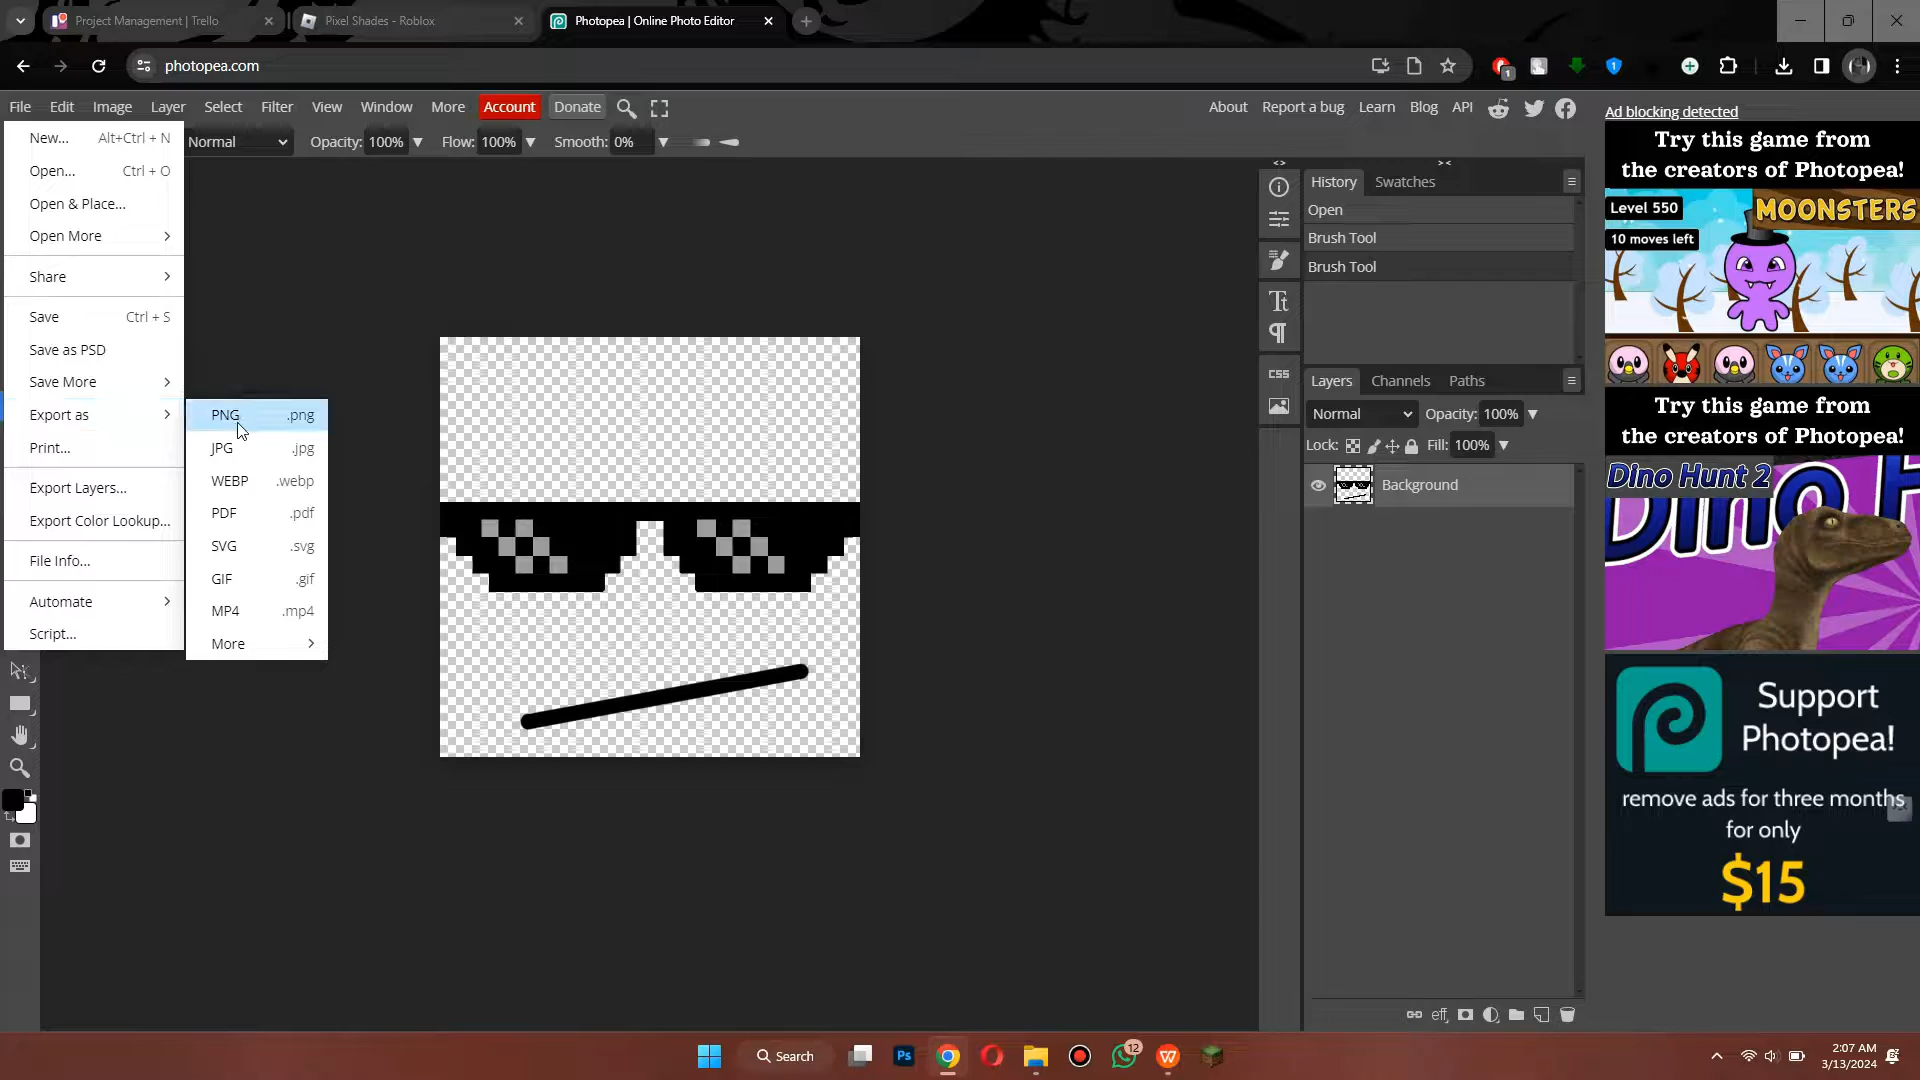 Project Management | Trello
Pixel Shades - Roblox
Photopea | Online Photo Editor
photopea.com
1
1
File Edit Image Layer Select Filter View Window More Account Donate
About Report a bug Learn Blog API
Normal Opacity: 100% Flow: 100% Smooth: 0%
New... Alt+Ctrl + N
Open... Ctrl + O
Open & Place...
Open More
Share
Save Ctrl + S
Save as PSD
Save More
Export as
Print...
Export Layers...
Export Color Lookup...
File Info...
Automate
Script...
PNG .png
JPG .jpg
WEBP .webp
PDF .pdf
SVG .svg
GIF .gif
MP4 .mp4
More
< >
> <
History Swatches
Open
Brush Tool
Brush Tool
CSS
Layers Channels Paths
Normal Opacity: 100%
Lock: Fill: 100%
Background
eff
Ad blocking detected
Try this game from
the creators of Photopea!
Level 550
MOONSTERS
10 moves left
Try this game from
the creators of Photopea!
Dino Hunt 2
Support
Photopea!
remove ads for three months
for only
$15
Search
Ps
12
2:07 AM
3/13/2024